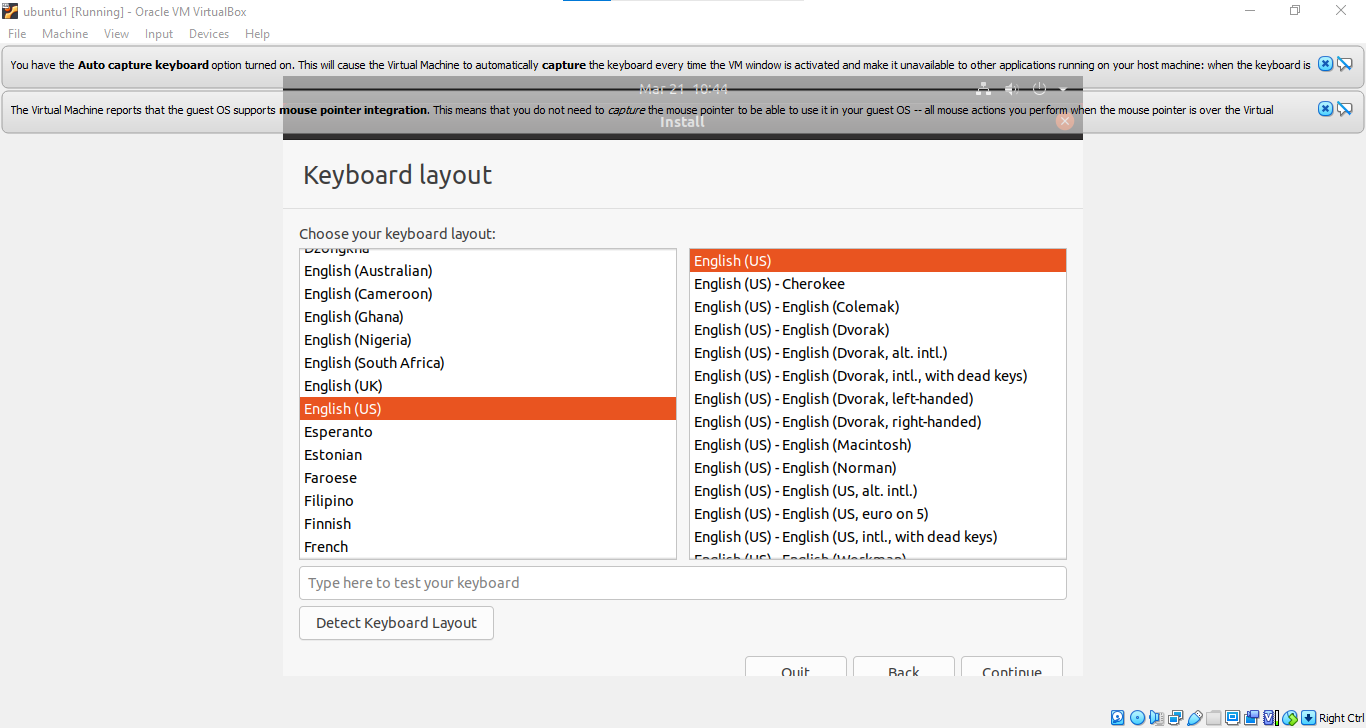 ubuntu1 [Running] - Oracle VM VirtualBox
File Machine View Input Devices Help
You have the Auto capture keyboard option turned on. This will cause the Virtual Machine to automatically capture the keyboard every time the VM window is activated and make it unavailable to other applications running on your host machine: when the keyboard is
Mar 21 10:44
The Virtual Machine reports that the guest OS supports mouse pointer integration. This means that you do not need to capture the mouse pointer to be able to use it in your guest OS -- all mouse actions you perform when the mouse pointer is over the Virtual
Install
Keyboard layout
Choose your keyboard layout:
Dzongkha
English (Australian)
English (Cameroon)
English (Ghana)
English (Nigeria)
English (South Africa)
English (UK)
English (US)
Esperanto
Estonian
Faroese
Filipino
Finnish
French
English (US)
English (US) - Cherokee
English (US) - English (Colemak)
English (US) - English (Dvorak)
English (US) - English (Dvorak, alt. intl.)
English (US) - English (Dvorak, intl., with dead keys)
English (US) - English (Dvorak, left-handed)
English (US) - English (Dvorak, right-handed)
English (US) - English (Macintosh)
English (US) - English (Norman)
English (US) - English (US, alt. intl.)
English (US) - English (US, euro on 5)
English (US) - English (US, intl., with dead keys)
English (US) - English (Workman)
Type here to test your keyboard
Detect Keyboard Layout
Quit Back Continue
Right Ctrl